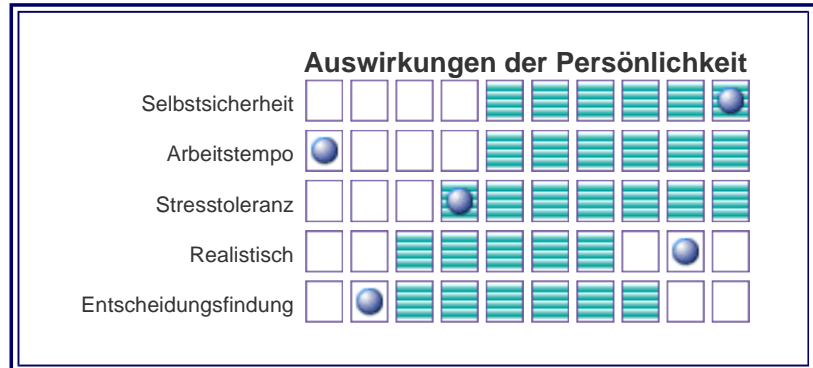 Auswirkungen der Persönlichkeit
Selbstsicherheit
Arbeitstempo
Stresstoleranz
Realistisch
Entscheidungsfindung